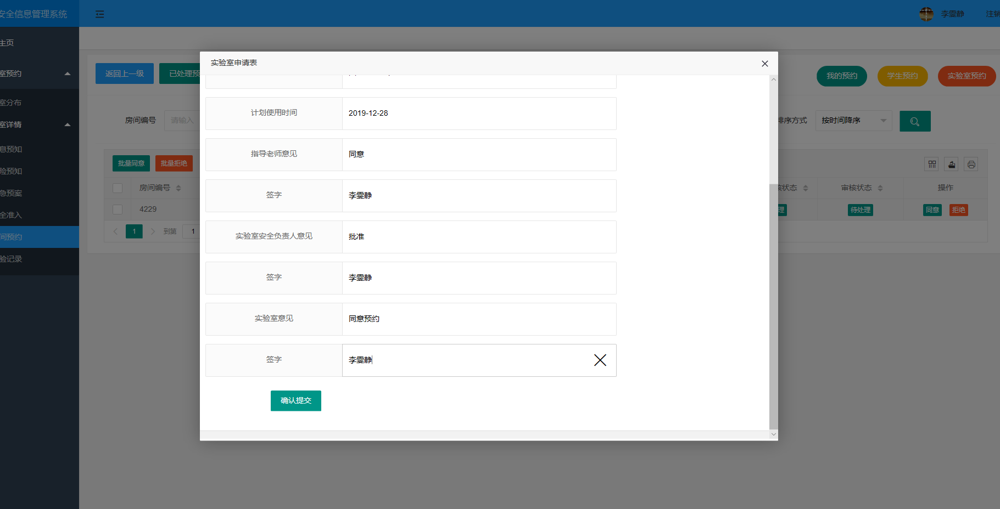 安全信息管理系统
李雯静
注销
主页
室预约
室分布
室详情
息预知
险预知
急预案
全准入
间预约
验记录
返回上一级
已处理预
我的预约
学生预约
实验室预约
房间编号
请输入
排序方式
按时间降序
批量同意
批量拒绝
房间编号
核状态
审核状态
操作
4229
理
待处理
同意
拒绝
1
到第
1
实验室申请表
计划使用时间
2019-12-28
指导老师意见
同意
签字
李雯静
实验室安全负责人意见
批准
签字
李雯静
实验室意见
同意预约
签字
李雯静
确认提交